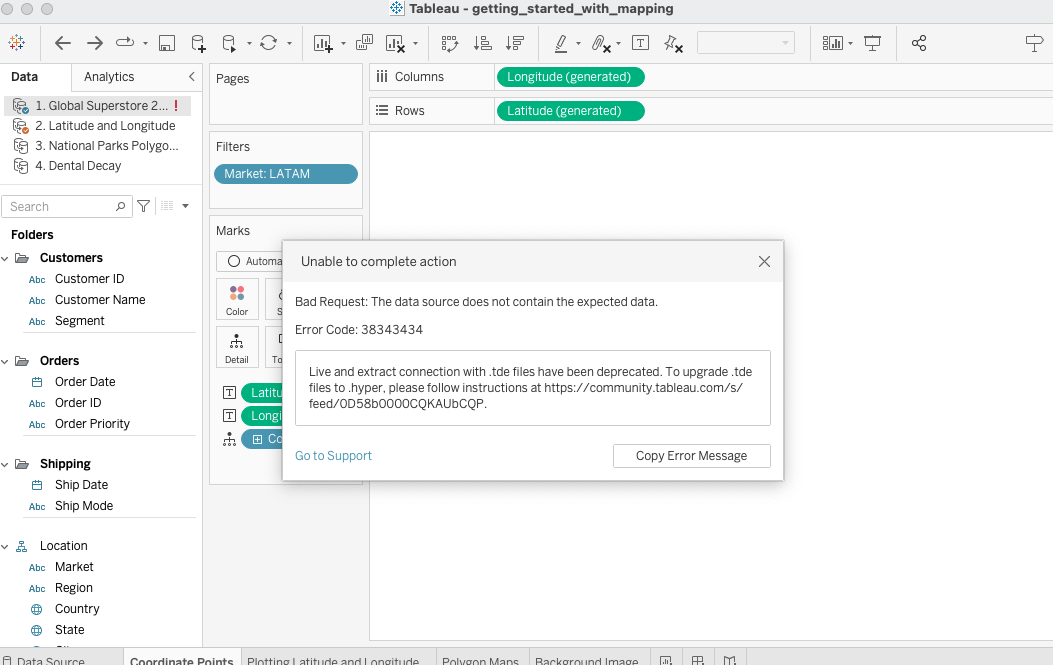 Tableau - getting_started_with_mapping
Data
Analytics
1. Global Superstore 2... !
2. Latitude and Longitude
3. National Parks Polygo...
4. Dental Decay
Search
Folders
Customers
Abc Customer ID
Abc Customer Name
Abc Segment
Orders
Order Date
Abc Order ID
Abc Order Priority
Shipping
Ship Date
Abc Ship Mode
Location
Abc Market
Abc Region
Country
State
Pages
Filters
Market: LATAM
Marks
Automa
Color
S
Detail
To
T Latitu
T Longi
Co
Columns
Longitude (generated)
Rows
Latitude (generated)
Unable to complete action
Bad Request: The data source does not contain the expected data.
Error Code: 38343434
Live and extract connection with .tde files have been deprecated. To upgrade .tde
files to .hyper, please follow instructions at https://community.tableau.com/s/
feed/0D58b0000CQKAUbCQP.
Go to Support
Copy Error Message
Data Source
Coordinate Points
Plotting Latitude and Longitude
Polygon Maps
Background Image